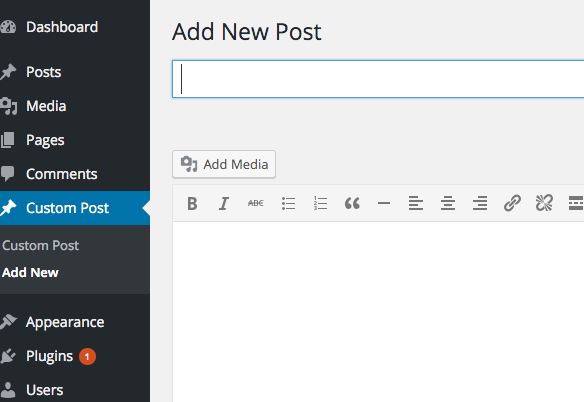 Dashboard
Posts
Media
Pages
Comments
Custom Post
Custom Post
Add New
Appearance
Plugins 1
Users
Add New Post
Add Media
B I ABC